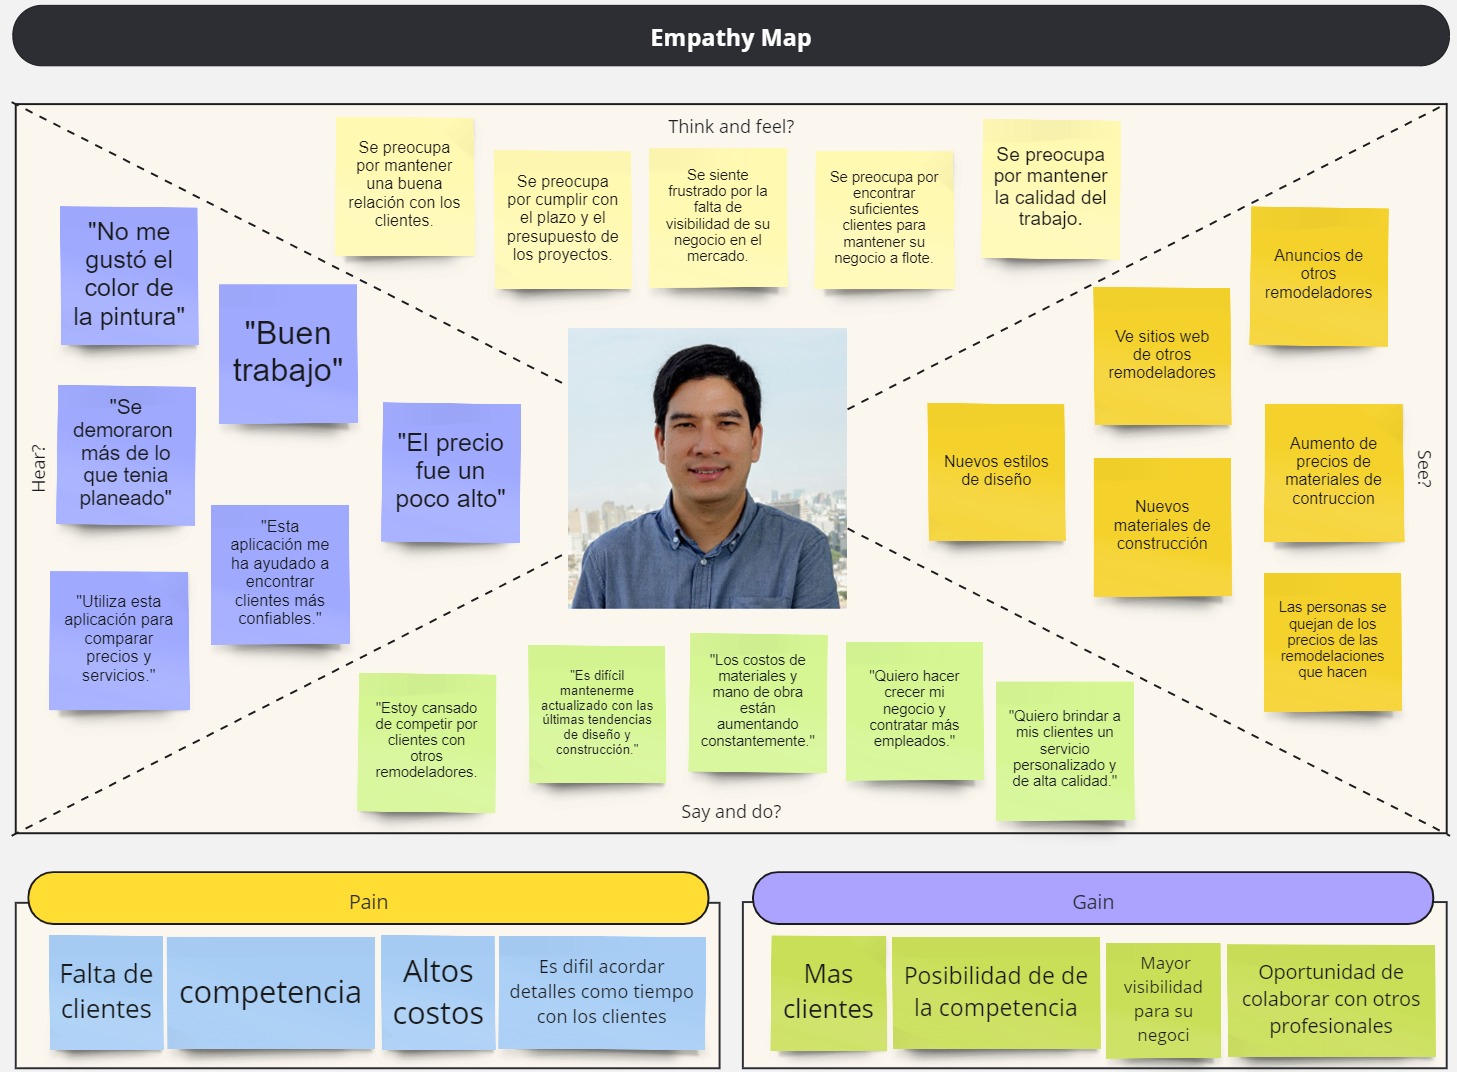 Empathy Map
Think and feel?
Se preocupa
por mantener
una buena
relación con los
clientes.
Se preocupa
por cumplir con
el plazo y el
presupuesto de
los proyectos.
Se siente
frustrado por la
falta de
visibilidad de su
negocio en el
mercado.
Se preocupa por
encontrar
suficientes
clientes para
mantener su
negocio a flote.
Se preocupa
por mantener
la calidad del
trabajo.
Hear?
"No me
gustó el
color de
la pintura"
"Buen
trabajo"
"Se
demoraron
más de lo
que tenia
planeado"
"El precio
fue un
poco alto"
"Esta
aplicación me
ha ayudado a
encontrar
clientes más
confiables."
"Utiliza esta
aplicación para
comparar
precios y
servicios."
See?
Anuncios de
otros
remodeladores
Ve sitios web
de otros
remodeladores
Nuevos estilos
de diseño
Aumento de
precios de
materiales de
contruccion
Nuevos
materiales de
construcción
Las personas se
quejan de los
precios de las
remodelaciones
que hacen
"Estoy cansado
de competir por
clientes con
otros
remodeladores.
"Es difícil
mantenerme
actualizado con las
últimas tendencias
de diseño y
construcción."
"Los costos de
materiales y
mano de obra
están
aumentando
constantemente."
"Quiero hacer
crecer mi
negocio y
contratar más
empleados."
"Quiero brindar a
mis clientes un
servicio
personalizado y
de alta calidad."
Say and do?
Pain
Falta de
clientes
competencia
Altos
costos
Es difil acordar
detalles como tiempo
con los clientes
Gain
Mas
clientes
Posibilidad de de
la competencia
Mayor
visibilidad
para su
negoci
Oportunidad de
colaborar con otros
profesionales